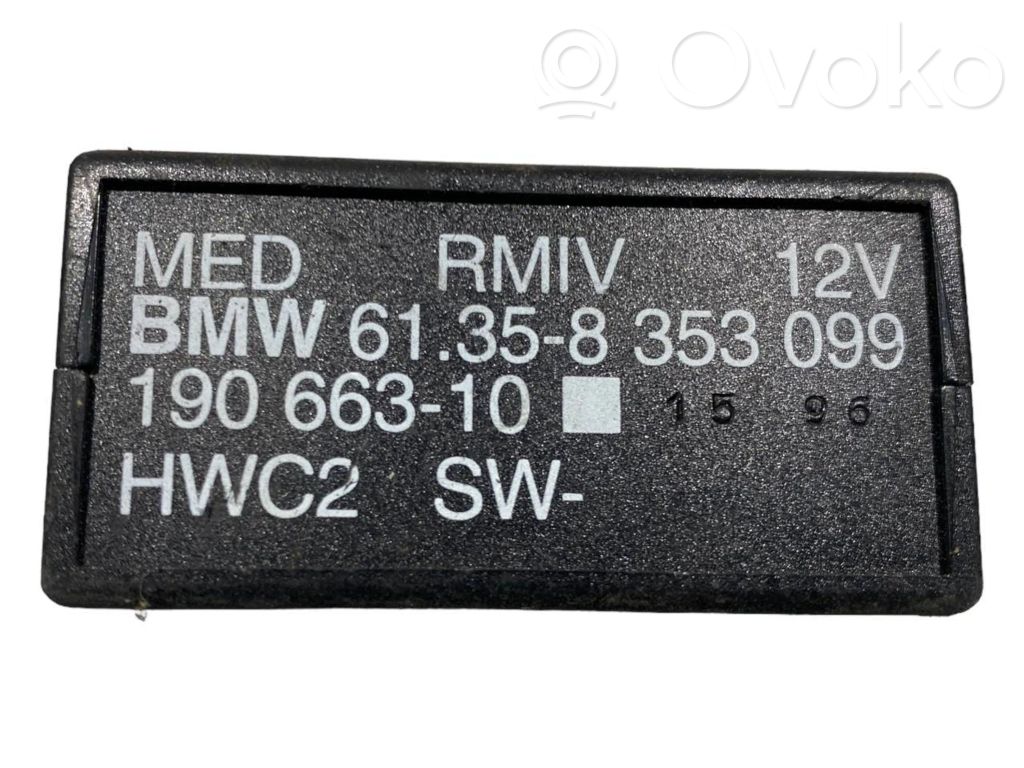 Ovoko
MED RMIV 12V
BMW 61.35-8 353 099
190 663-10 15 96
HWC2 SW-